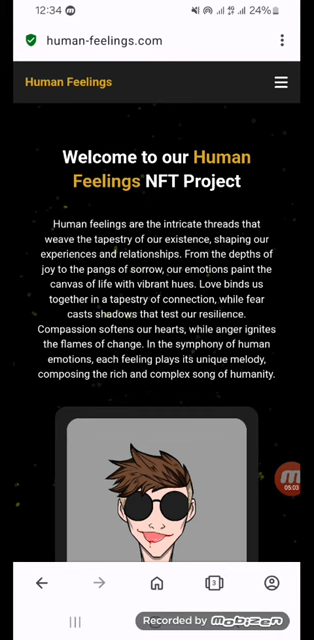 12:34 24%
human-feelings.com
Human Feelings
Welcome to our Human
Feelings NFT Project
Human feelings are the intricate threads that
weave the tapestry of our existence, shaping our
experiences and relationships. From the depths of
joy to the pangs of sorrow, our emotions paint the
canvas of life with vibrant hues. Love binds us
together in a tapestry of connection, while fear
casts shadows that test our resilience.
Compassion softens our hearts, while anger ignites
the flames of change. In the symphony of human
emotions, each feeling plays its unique melody,
composing the rich and complex song of humanity.
05:03
3
Recorded by mobizen